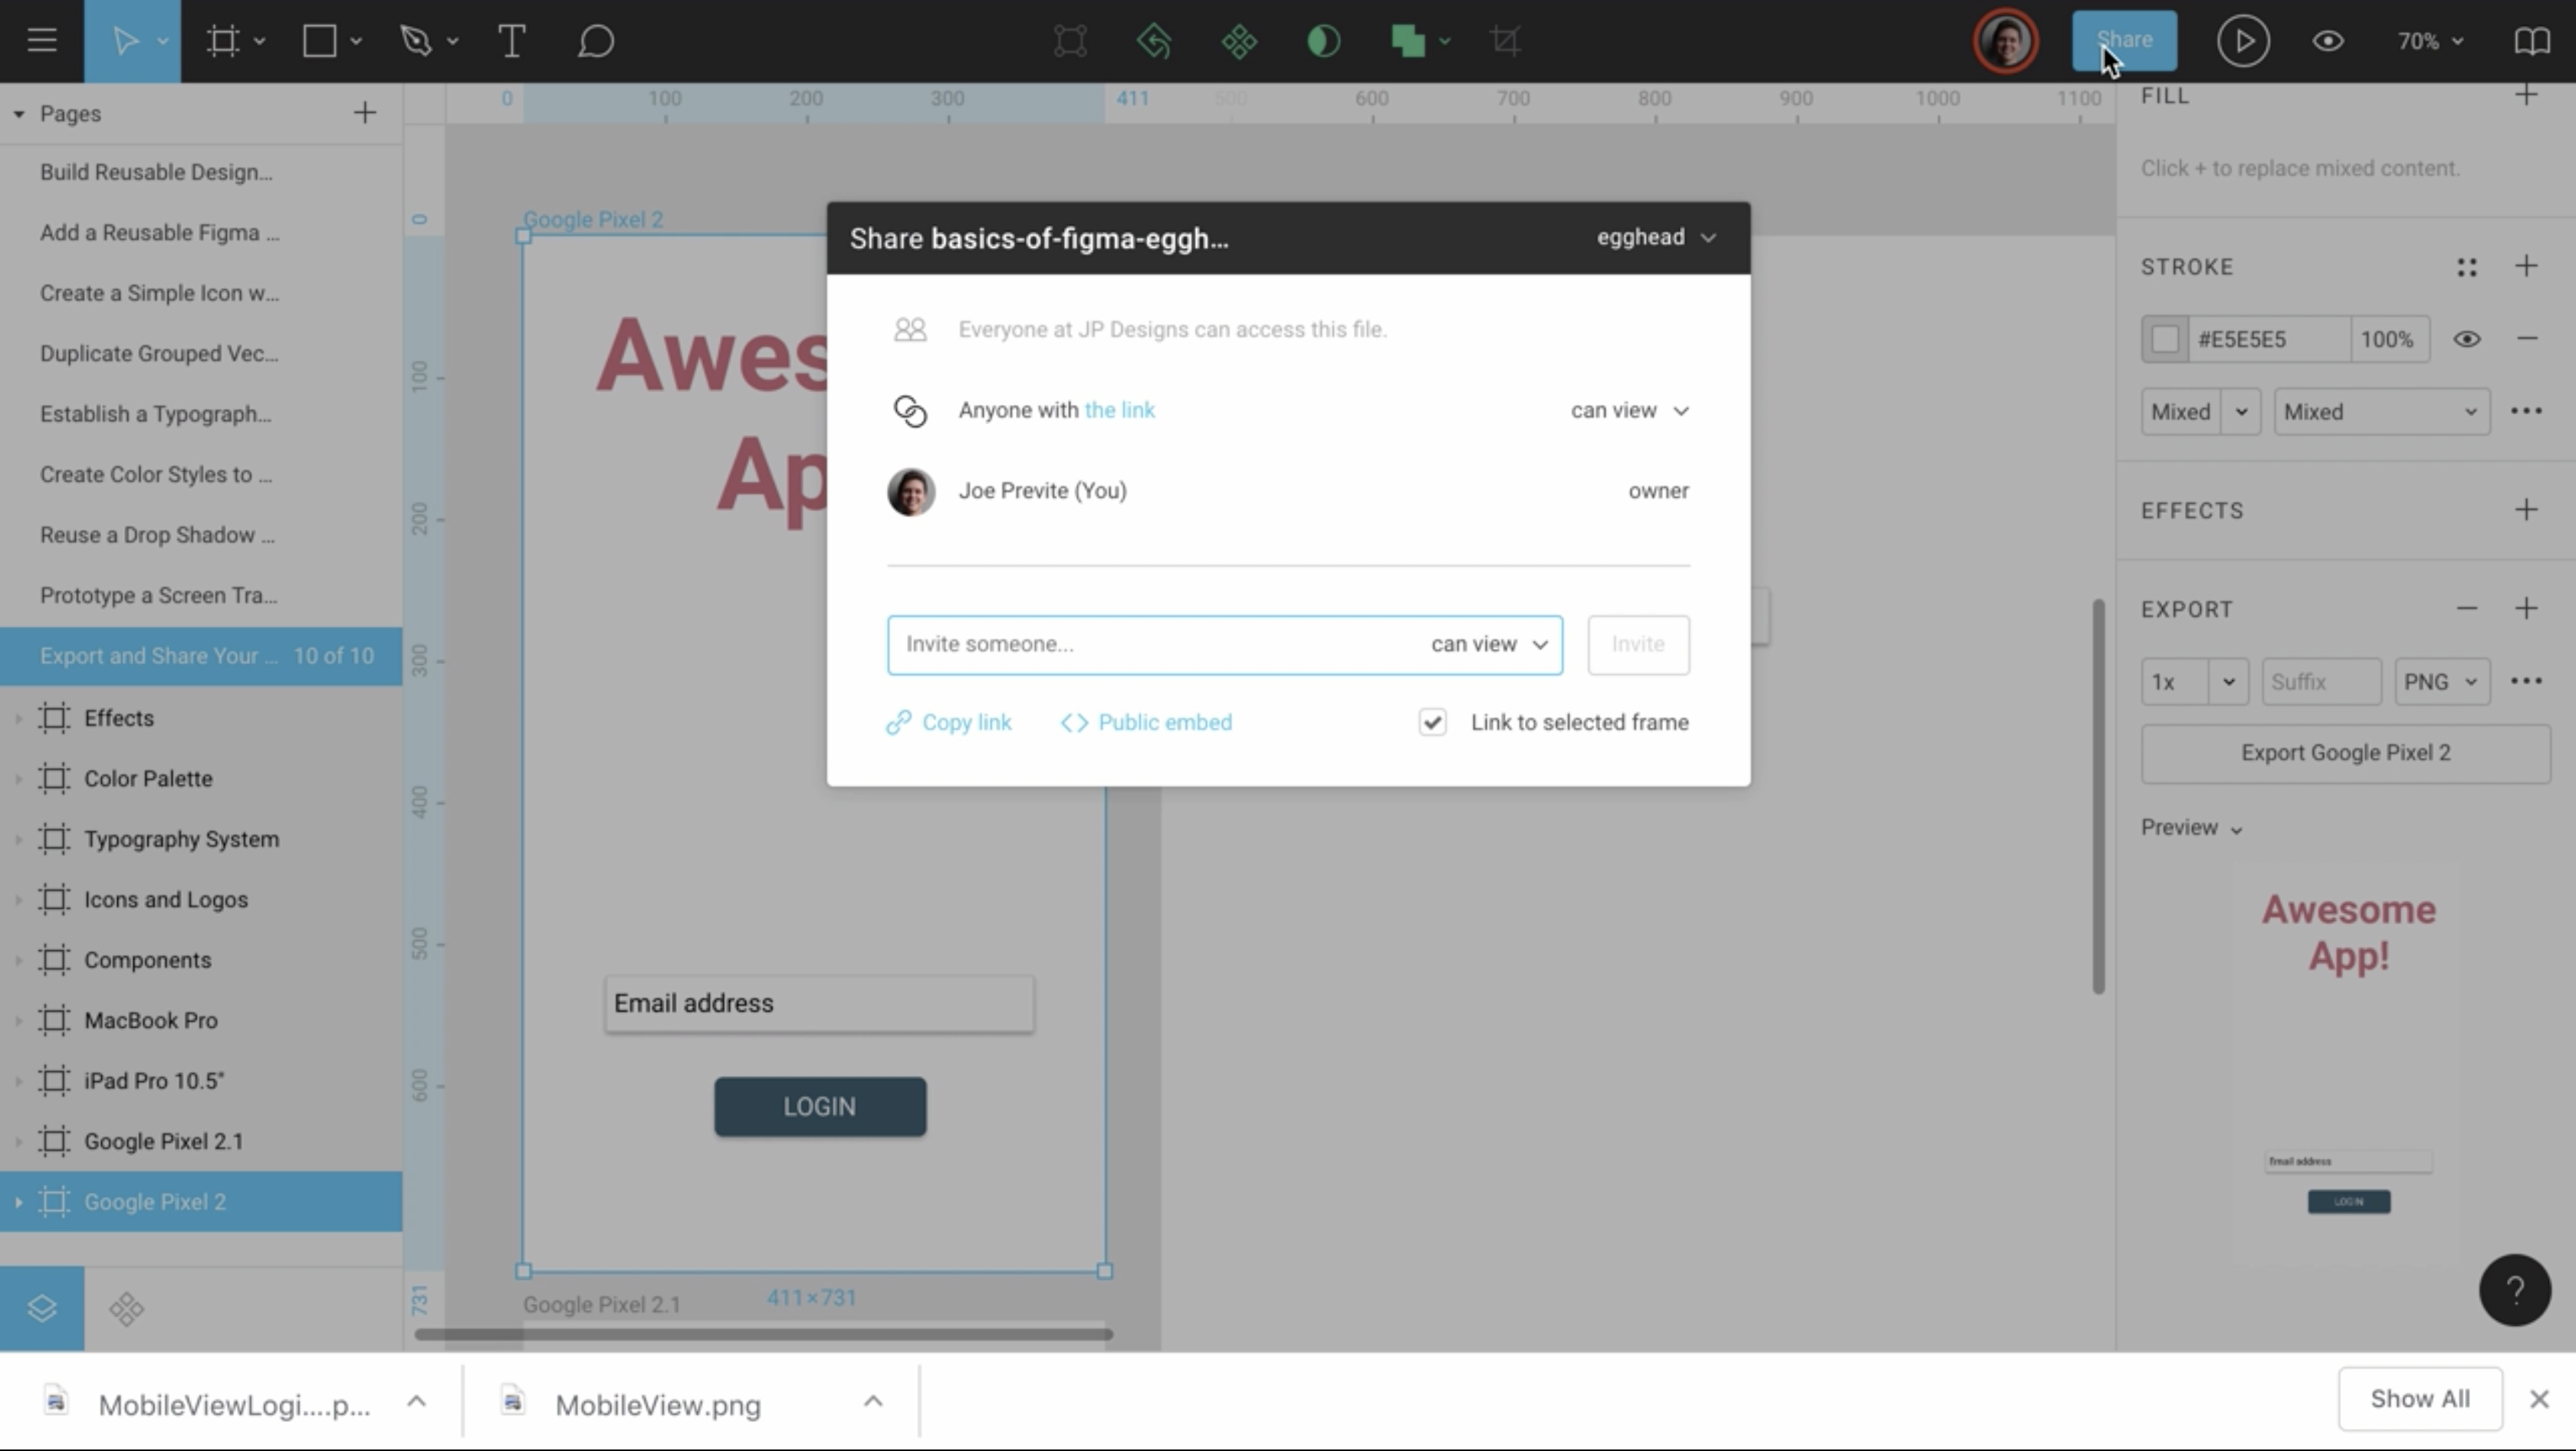 Share
70%
Pages
Build Reusable Design...
Add a Reusable Figma ...
Create a Simple Icon w...
Duplicate Grouped Vec...
Establish a Typograph...
Create Color Styles to ...
Reuse a Drop Shadow ...
Prototype a Screen Tra...
Export and Share Your ... 10 of 10
Effects
Color Palette
Typography System
Icons and Logos
Components
MacBook Pro
iPad Pro 10.5"
Google Pixel 2.1
Google Pixel 2
0 100 200 300 411 500 600 700 800 900 1000 1100
0
100
200
300
400
500
600
731
Google Pixel 2
Awes
Ap
Email address
LOGIN
Google Pixel 2.1 411×731
Share basics-of-figma-eggh... egghead
Everyone at JP Designs can access this file.
Anyone with the link can view
Joe Previte (You) owner
Invite someone... can view Invite
Copy link Public embed Link to selected frame
FILL
Click + to replace mixed content.
STROKE
#E5E5E5 100%
Mixed Mixed
EFFECTS
EXPORT
1x Suffix PNG
Export Google Pixel 2
Preview
Awesome
App!
Email address
LOGIN
?
MobileViewLogi....p... MobileView.png Show All